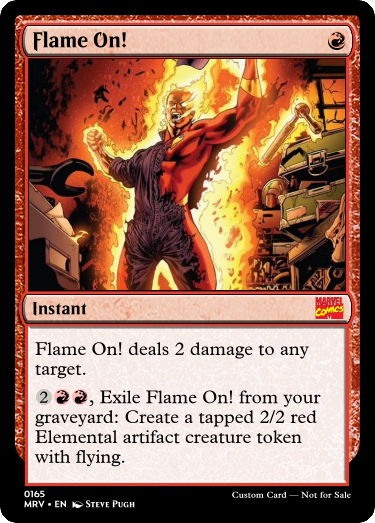 Flame On!
Instant
MARVEL
COMICS
Flame On! deals 2 damage to any
target.
2, Exile Flame On! from your
graveyard: Create a tapped 2/2 red
Elemental artifact creature token
with flying.
0165
MRV • EN Steve Pugh
Custom Card — Not for Sale